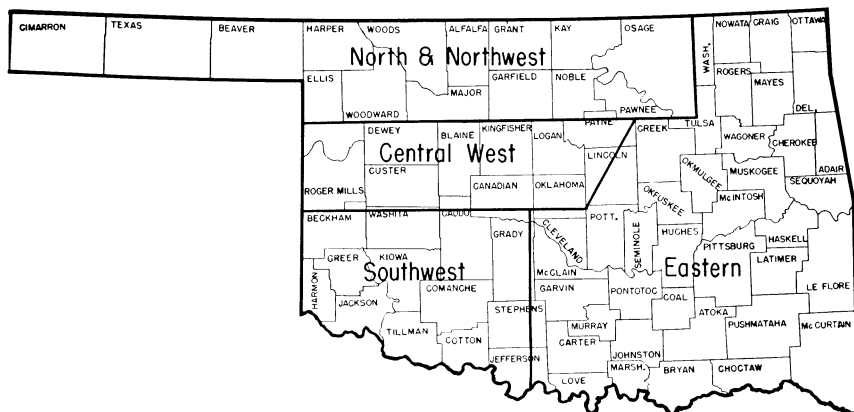 CIMARRON
TEXAS
BEAVER
HARPER
WOODS
ALFALFA
GRANT
KAY
OSAGE
NOWATA
CRAIG
OTTAWA
North & Northwest
WASH.
ELLIS
GARFIELD
NOBLE
ROGERS
MAYES
MAJOR
WOODWARD
PAWNEE
DEL.
DEWEY
BLAINE
KINGFISHER
LOGAN
PAYNE
CREEK
TULSA
WAGONER
CHEROKEE
Central West
LINCOLN
ADAIR
CUSTER
OKMULGEE
MUSKOGEE
ROGER MILLS
CANADIAN
OKLAHOMA
SEQUOYAH
OKFUSKEE
McINTOSH
BECKHAM
WASHITA
CADDO
GRADY
CLEVELAND
POTT.
SEMINOLE
HUGHES
PITTSBURG
HASKELL
GREER
KIOWA
LATIMER
Southwest
McCLAIN
Eastern
HARMON
JACKSON
COMANCHE
GARVIN
PONTOTOC
COAL
LE FLORE
STEPHENS
ATOKA
TILLMAN
COTTON
MURRAY
CARTER
PUSHMATAHA
McCURTAIN
JEFFERSON
JOHNSTON
MARSH.
BRYAN
CHOCTAW
LOVE